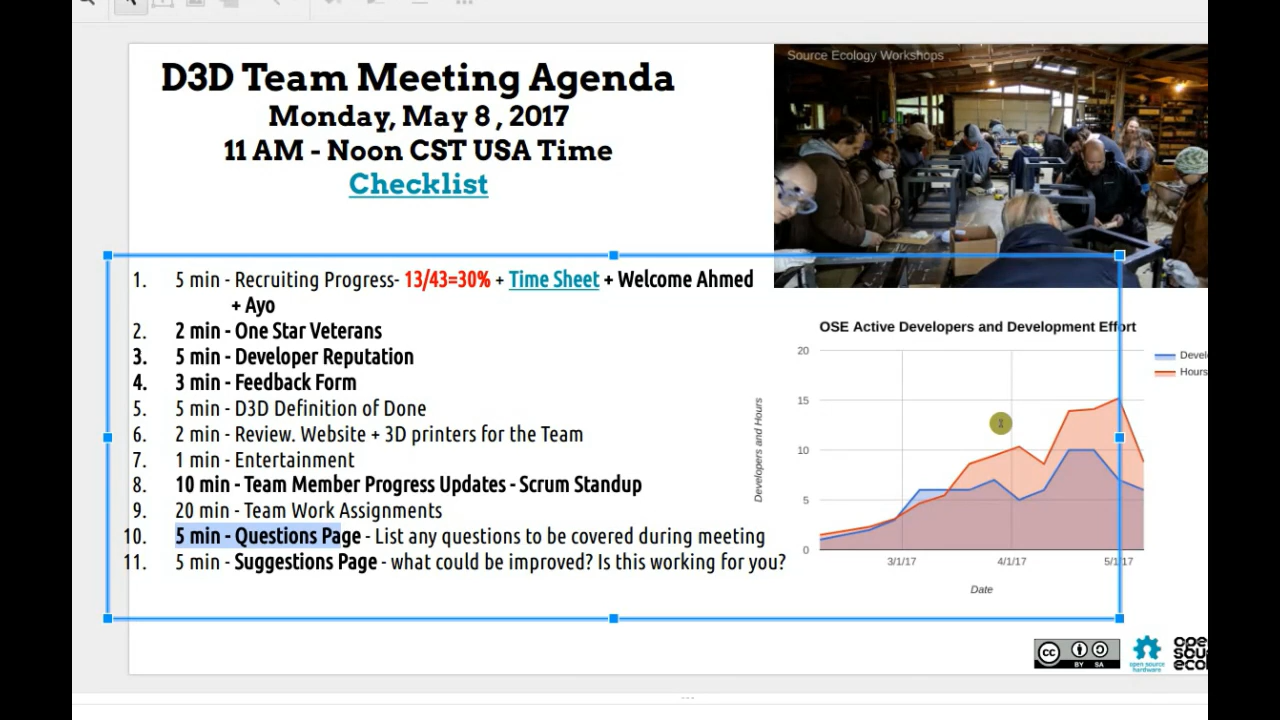 D3D Team Meeting Agenda
Monday, May 8 , 2017
11 AM - Noon CST USA Time
Checklist
Source Ecology Workshops
1. 5 min - Recruiting Progress- 13/43=30% + Time Sheet + Welcome Ahmed
+ Ayo
2. 2 min - One Star Veterans
3. 5 min - Developer Reputation
4. 3 min - Feedback Form
5. 5 min - D3D Definition of Done
6. 2 min - Review. Website + 3D printers for the Team
7. 1 min - Entertainment
8. 10 min - Team Member Progress Updates - Scrum Standup
9. 20 min - Team Work Assignments
10. 5 min - Questions Page - List any questions to be covered during meeting
11. 5 min - Suggestions Page - what could be improved? Is this working for you?
OSE Active Developers and Development Effort
Develo
Hours
Developers and Hours
20
15
10
5
0
3/1/17
4/1/17
5/1/17
Date
CC BY SA
open source
hardware